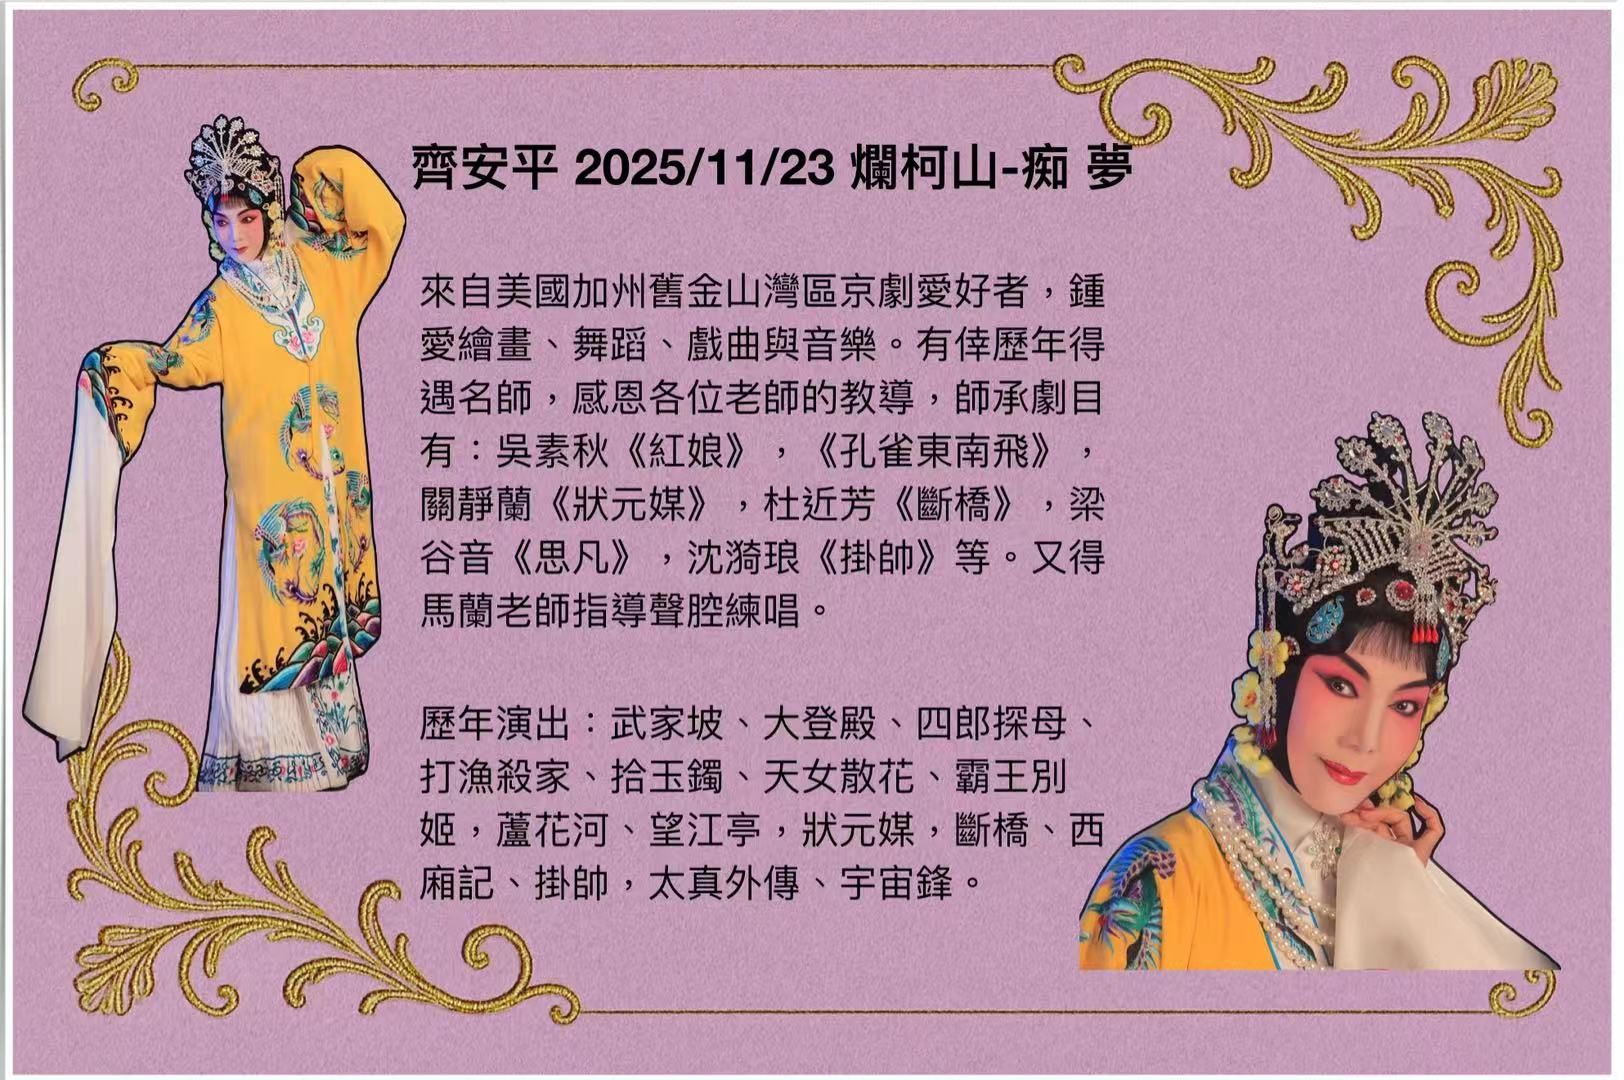 齊安平 2025/11/23 爛柯山-痴 夢
來自美國加州舊金山灣區京劇愛好者，鍾
愛繪畫、舞蹈、戲曲與音樂。有倖歷年得
遇名師，感恩各位老師的教導，師承劇目
有：吳素秋《紅娘》，《孔雀東南飛》，
關靜蘭《狀元媒》，杜近芳《斷橋》，梁
谷音《思凡》，沈漪琅《掛帥》等。又得
馬蘭老師指導聲腔練唱。
歷年演出：武家坡、大登殿、四郎探母、
打漁殺家、拾玉鐲、天女散花、霸王別
姬，蘆花河、望江亭，狀元媒，斷橋、西
廂記、掛帥，太真外傳、宇宙鋒。